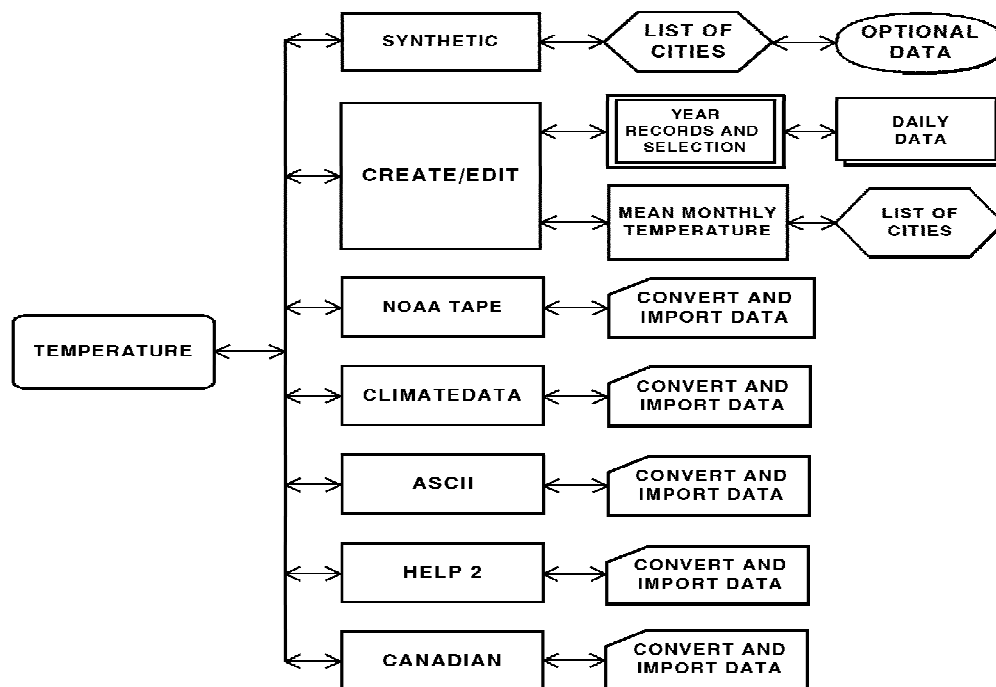 SYNTHETIC
LIST OF
CITIES
OPTIONAL
DATA
CREATE/EDIT
YEAR
RECORDS AND
SELECTION
DAILY
DATA
MEAN MONTHLY
TEMPERATURE
LIST OF
CITIES
NOAA TAPE
CONVERT AND
IMPORT DATA
TEMPERATURE
CLIMATEDATA
CONVERT AND
IMPORT DATA
ASCII
CONVERT AND
IMPORT DATA
HELP 2
CONVERT AND
IMPORT DATA
CANADIAN
CONVERT AND
IMPORT DATA